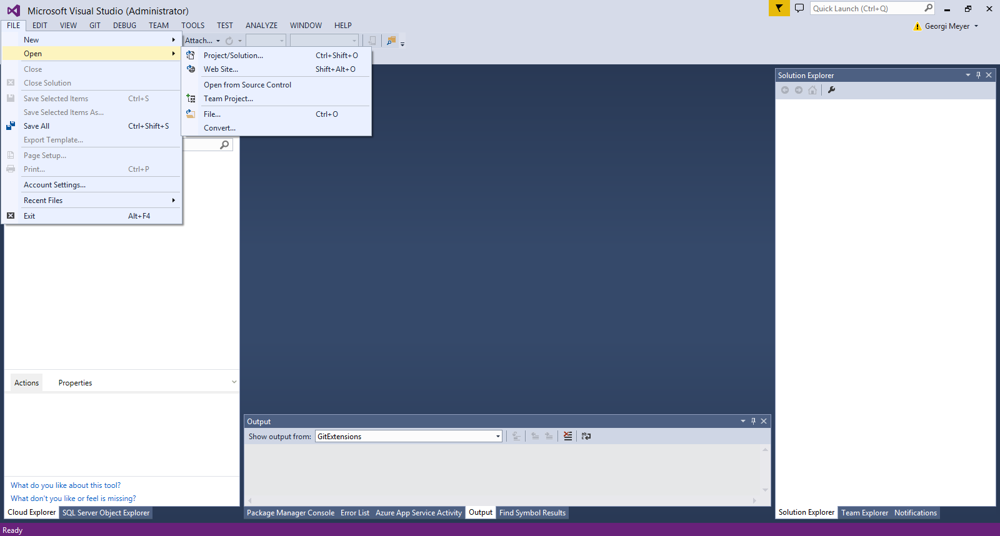 Microsoft Visual Studio (Administrator)
Quick Launch (Ctrl+Q)
FILE EDIT VIEW GIT DEBUG TEAM TOOLS TEST ANALYZE WINDOW HELP
Georgi Meyer
Attach...
New
Open
Close
Close Solution
Save Selected Items Ctrl+S
Save Selected Items As...
Save All Ctrl+Shift+S
Export Template...
Page Setup...
Print... Ctrl+P
Account Settings...
Recent Files
Exit Alt+F4
Project/Solution... Ctrl+Shift+O
Web Site... Shift+Alt+O
Open from Source Control
Team Project...
File... Ctrl+O
Convert...
Solution Explorer
Actions Properties
What do you like about this tool?
What don't you like or feel is missing?
Cloud Explorer SQL Server Object Explorer
Output
Show output from: GitExtensions
Package Manager Console Error List Azure App Service Activity Output Find Symbol Results
Solution Explorer Team Explorer Notifications
Ready